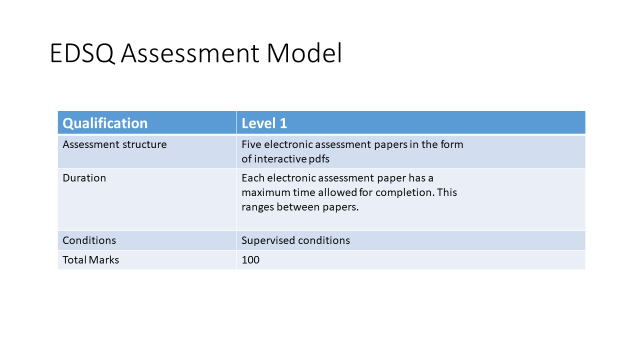 EDSQ Assessment Model
Qualification
Level 1
Assessment structure
Five electronic assessment papers in the form
of interactive pdfs
Duration
Each electronic assessment paper has a
maximum time allowed for completion. This
ranges between papers.
Conditions
Supervised conditions
Total Marks
100